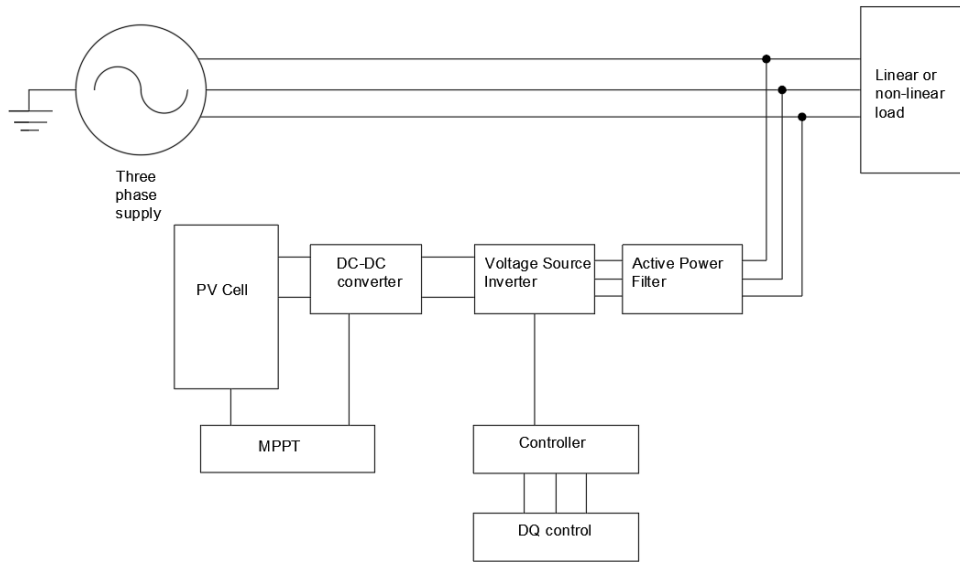 Linear or
non-linear
load
Three
phase
supply
PV Cell
DC-DC
converter
Voltage Source
Inverter
Active Power
Filter
MPPT
Controller
DQ control